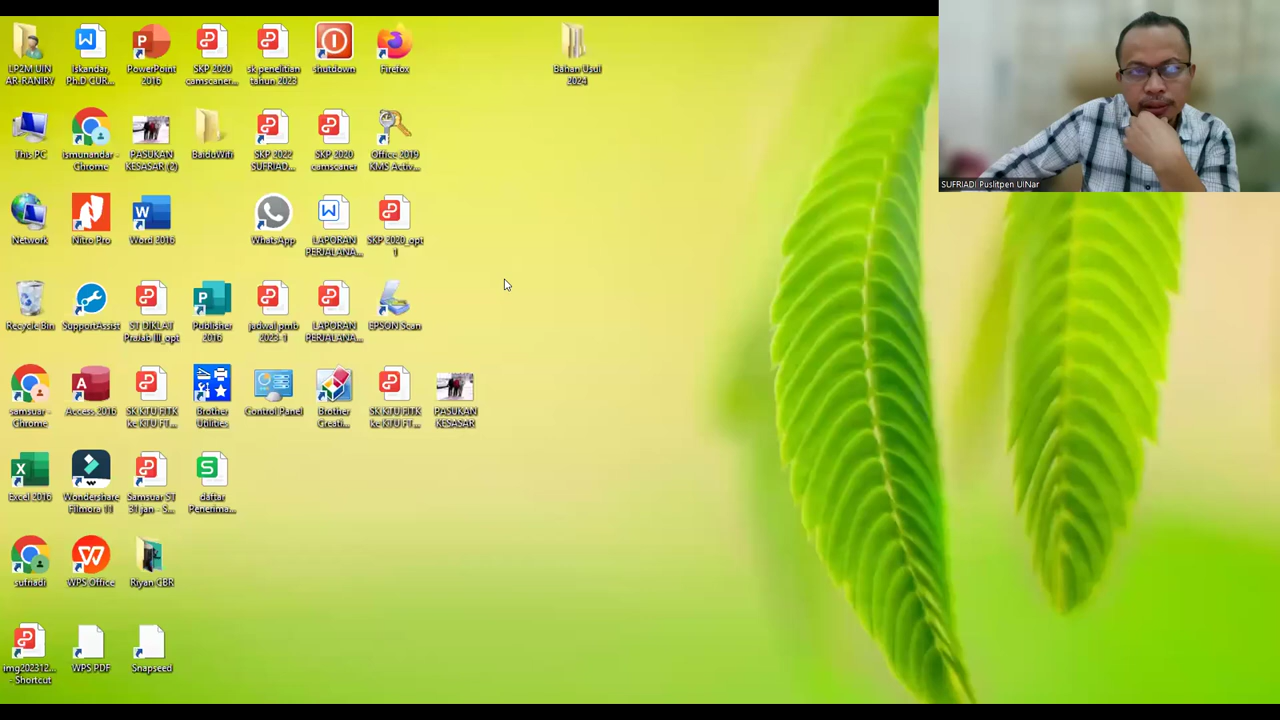 LP2M UIN
AR RANIRY
Iskandar,
Ph.D CUR...
PowerPoint
2016
SKP 2020
camscaner...
sk penelitian
tahun 2023
shutdown
Firefox
Bahan Usul
2024
This PC
ismunandar -
Chrome
PASUKAN
KESASAR (2)
BaiduWifi
SKP 2022
SUFRIAD...
SKP 2020
camscaner
Office 2019
KMS Activ...
SUFRIADI Puslitpen UINar
Network
Nitro Pro
Word 2016
WhatsApp
LAPORAN
PERJALANA...
SKP 2020_opt
1
Recycle Bin
SupportAssist
ST DIKLAT
PraJab III_opt
Publisher
2016
jadwal pmb
2023-1
LAPORAN
PERJALANA...
EPSON Scan
samsuar -
Chrome
Access 2016
SK KTU FITK
ke KTU FT...
Brother
Utilities
Control Panel
Brother
Creati...
SK KTU FITK
ke KTU FT...
PASUKAN
KESASAR
Excel 2016
Wondershare
Filmora 11
Samsuar ST
31 jan - S...
daftar
Penerima...
sufriadi
WPS Office
Riyan CBR
img202312...
- Shortcut
WPS PDF
Snapseed